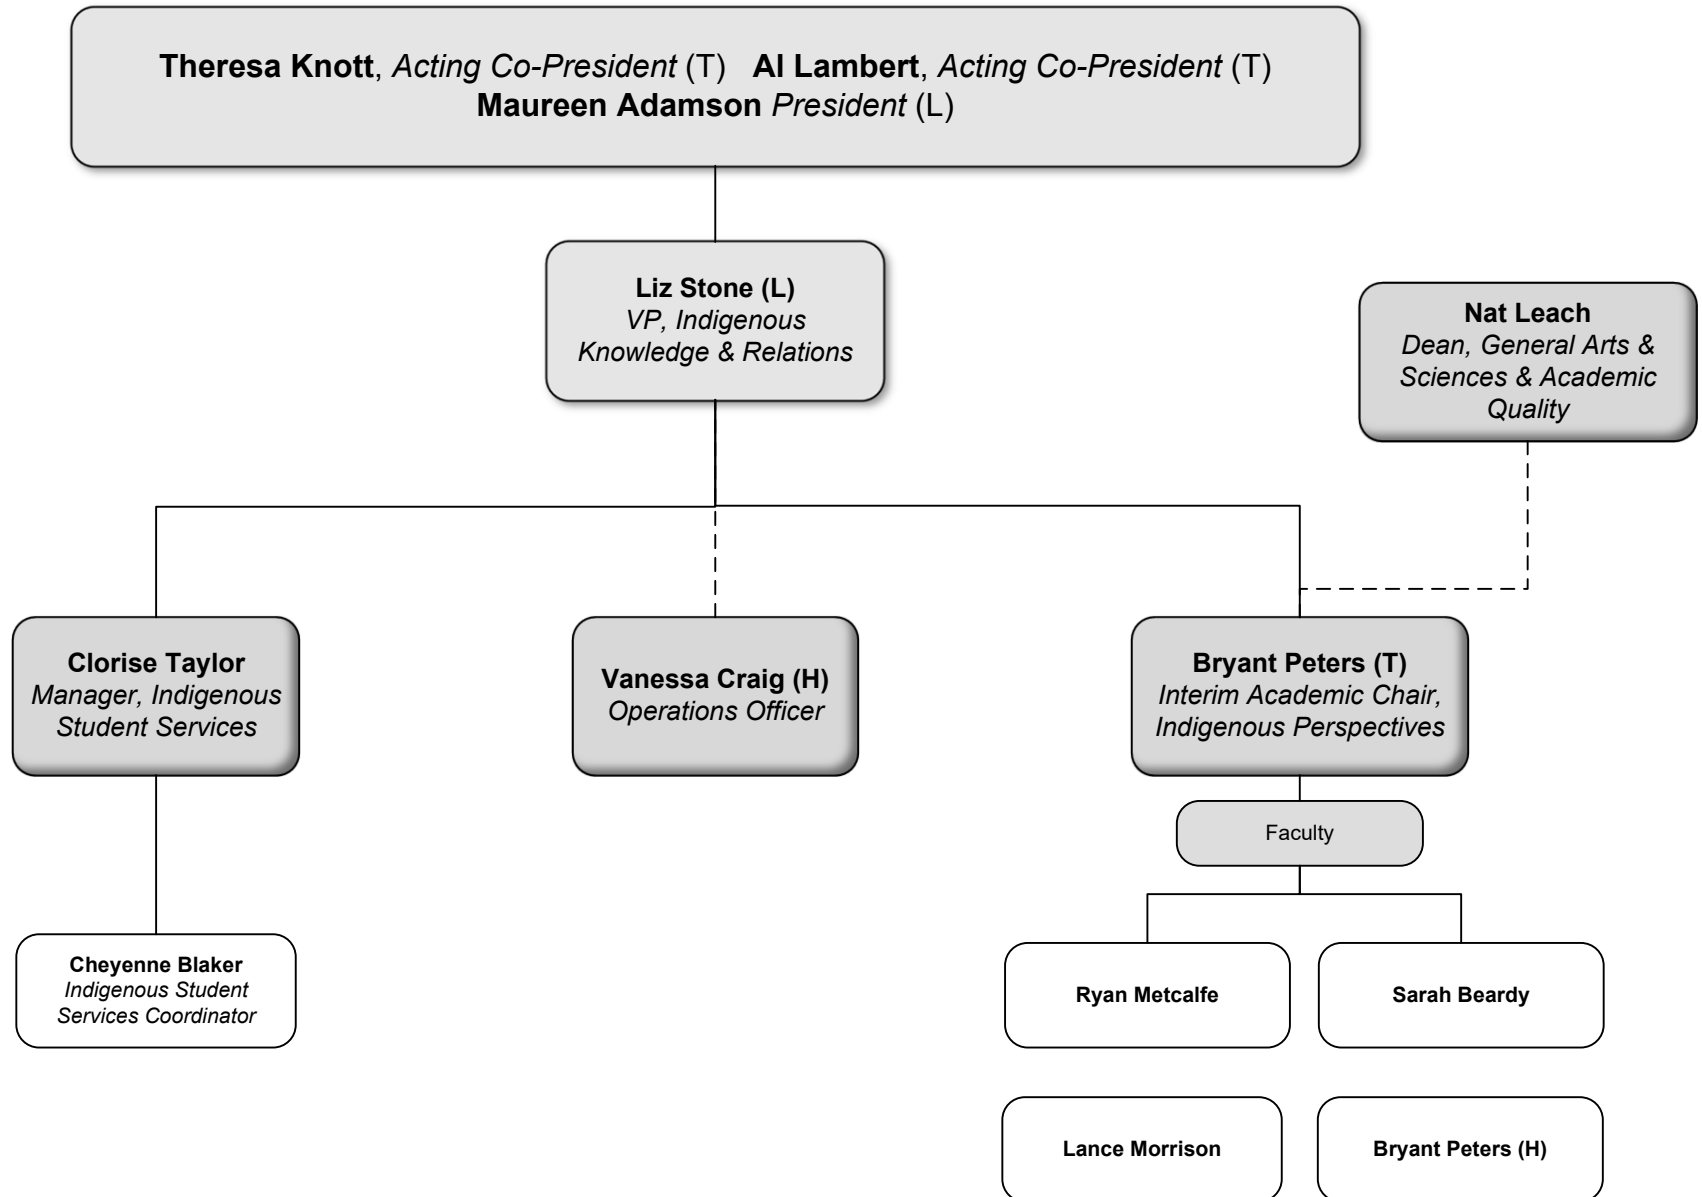 Theresa Knott, Acting Co-President (T) Al Lambert, Acting Co-President (T)
Maureen Adamson President (L)
Liz Stone (L)
VP, Indigenous
Knowledge & Relations
Nat Leach
Dean, General Arts &
Sciences & Academic
Quality
Clorise Taylor
Manager, Indigenous
Student Services
Vanessa Craig (H)
Operations Officer
Bryant Peters (T)
Interim Academic Chair,
Indigenous Perspectives
Faculty
Cheyenne Blaker
Indigenous Student
Services Coordinator
Ryan Metcalfe
Sarah Beardy
Lance Morrison
Bryant Peters (H)